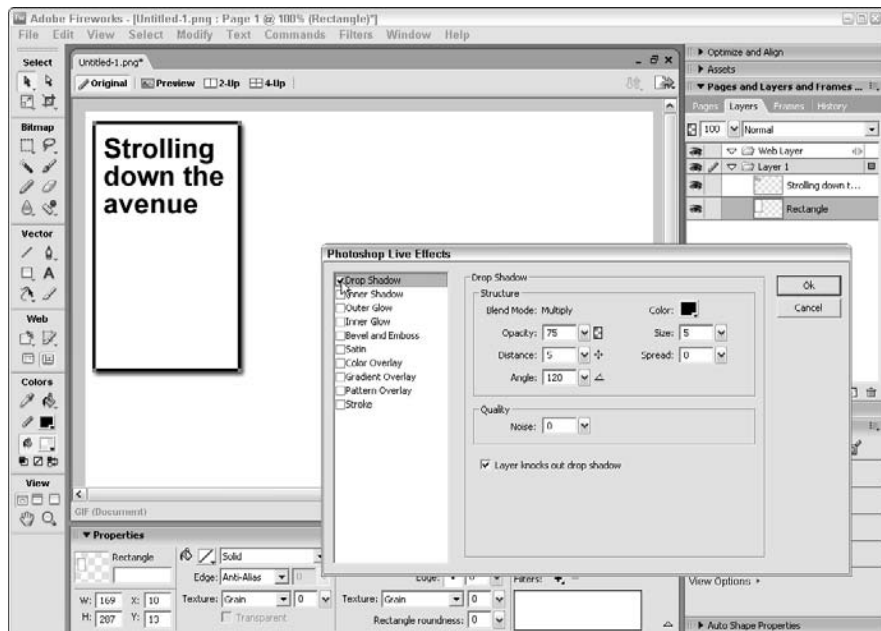 Adobe Fireworks - [Untitled-1.png : Page 1 @ 100% (Rectangle)*]
File Edit View Select Modify Text Commands Filters Window Help
Select
Bitmap
Vector
Web
Colors
View
Untitled-1.png*
Original Preview 2-Up 4-Up
Strolling
down the
avenue
GIF (Document)
Optimize and Align
Assets
Pages and Layers and Frames ...
Pages Layers Frames History
100 Normal
Web Layer
Layer 1
Strolling down t...
Rectangle
Photoshop Live Effects
Drop Shadow
Inner Shadow
Outer Glow
Inner Glow
Bevel and Emboss
Satin
Color Overlay
Gradient Overlay
Pattern Overlay
Stroke
Drop Shadow
Structure
Blend Mode: Multiply Color:
Opacity: 75 Size: 5
Distance: 5 Spread: 0
Angle: 120
Quality
Noise: 0
Layer knocks out drop shadow
Ok
Cancel
Properties
Rectangle
Solid
Edge: Anti-Alias 0
Texture: Grain 0
Transparent
W: 169 X: 10
H: 287 Y: 13
Edge: 0
Texture: Grain 0
Rectangle roundness: 0
Filters:
View Options
Auto Shape Properties